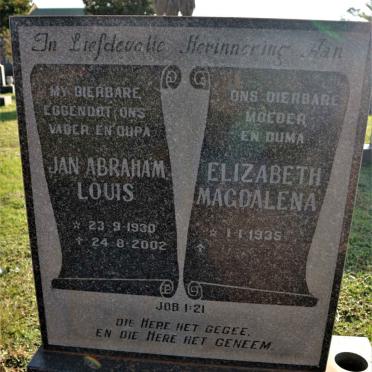 In Liefdevolle Herinnering Aan
MY DIERBARE
EGGENOOT, ONS
VADER EN OUPA
JAN ABRAHAM
LOUIS
☆ 23·9·1930
† 24·8·2002
ONS DIERBARE
MOEDER
EN OUMA
ELIZABETH
MAGDALENA
☆ 1·1·1935
†
JOB 1:21
DIE HERE HET GEGEE,
EN DIE HERE HET GENEEM.